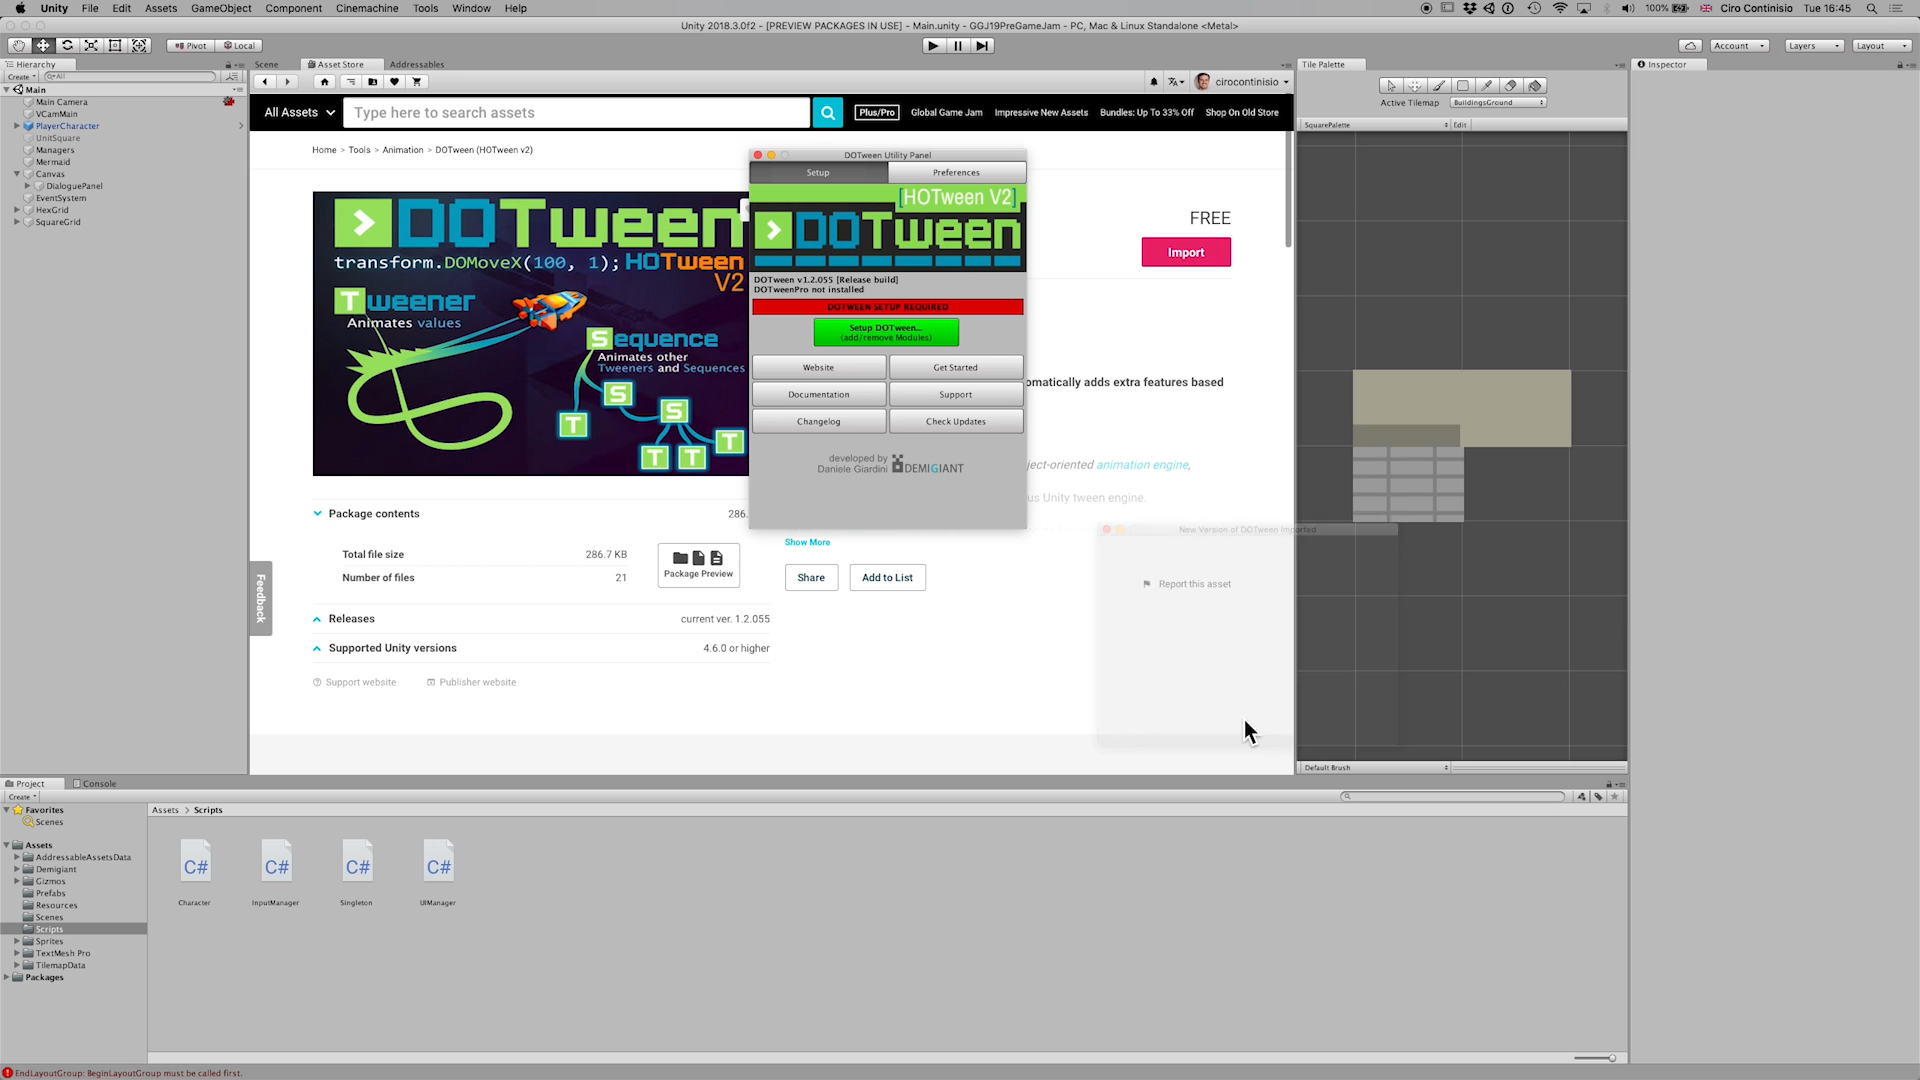 Unity File Edit Assets GameObject Component Cinemachine Tools Window Help
100% Ciro Continisio Tue 16:45
Unity 2018.3.0f2 - [PREVIEW PACKAGES IN USE] - Main.unity - GGJ19PreGameJam - PC, Mac & Linux Standalone <Metal>
Pivot Local
Account Layers Layout
Hierarchy
Create All
Main
Main Camera
VCamMain
PlayerCharacter
UnitSquare
Managers
Mermaid
Canvas
DialoguePanel
EventSystem
HexGrid
SquareGrid
Scene Asset Store Addressables
cirocontinisio
All Assets Type here to search assets Plus/Pro Global Game Jam Impressive New Assets Bundles: Up To 33% Off Shop On Old Store
Home > Tools > Animation > DOTween (HOTween v2)
DOTween
transform.DOMoveX(100, 1); HOTween
V2
Tweener
Animates values
Sequence
Animates other
Tweeners and Sequences
S
S
S
T
T
T
T
FREE
Import
omatically adds extra features based
ject-oriented animation engine,
us Unity tween engine.
DOTween Utility Panel
Setup Preferences
[HOTween V2]
DOTween
DOTween v1.2.055 [Release build]
DOTweenPro not installed
DOTWEEN SETUP REQUIRED
Setup DOTween...
(add/remove Modules)
Website Get Started
Documentation Support
Changelog Check Updates
developed by
Daniele Giardini DEMIGIANT
Package contents 286.
Total file size 286.7 KB
Number of files 21
Package Preview
Releases current ver. 1.2.055
Supported Unity versions 4.6.0 or higher
Support website Publisher website
Show More
Share Add to List
New Version of DOTween Imported
Report this asset
Feedback
Tile Palette
Active Tilemap BuildingsGround
SquarePalette Edit
Default Brush
Inspector
Project Console
Create
Favorites
Scenes
Assets
AddressableAssetsData
Demigiant
Gizmos
Prefabs
Resources
Scenes
Scripts
Sprites
TextMesh Pro
TilemapData
Packages
Assets > Scripts
C# C# C# C#
Character InputManager Singleton UIManager
EndLayoutGroup: BeginLayoutGroup must be called first.